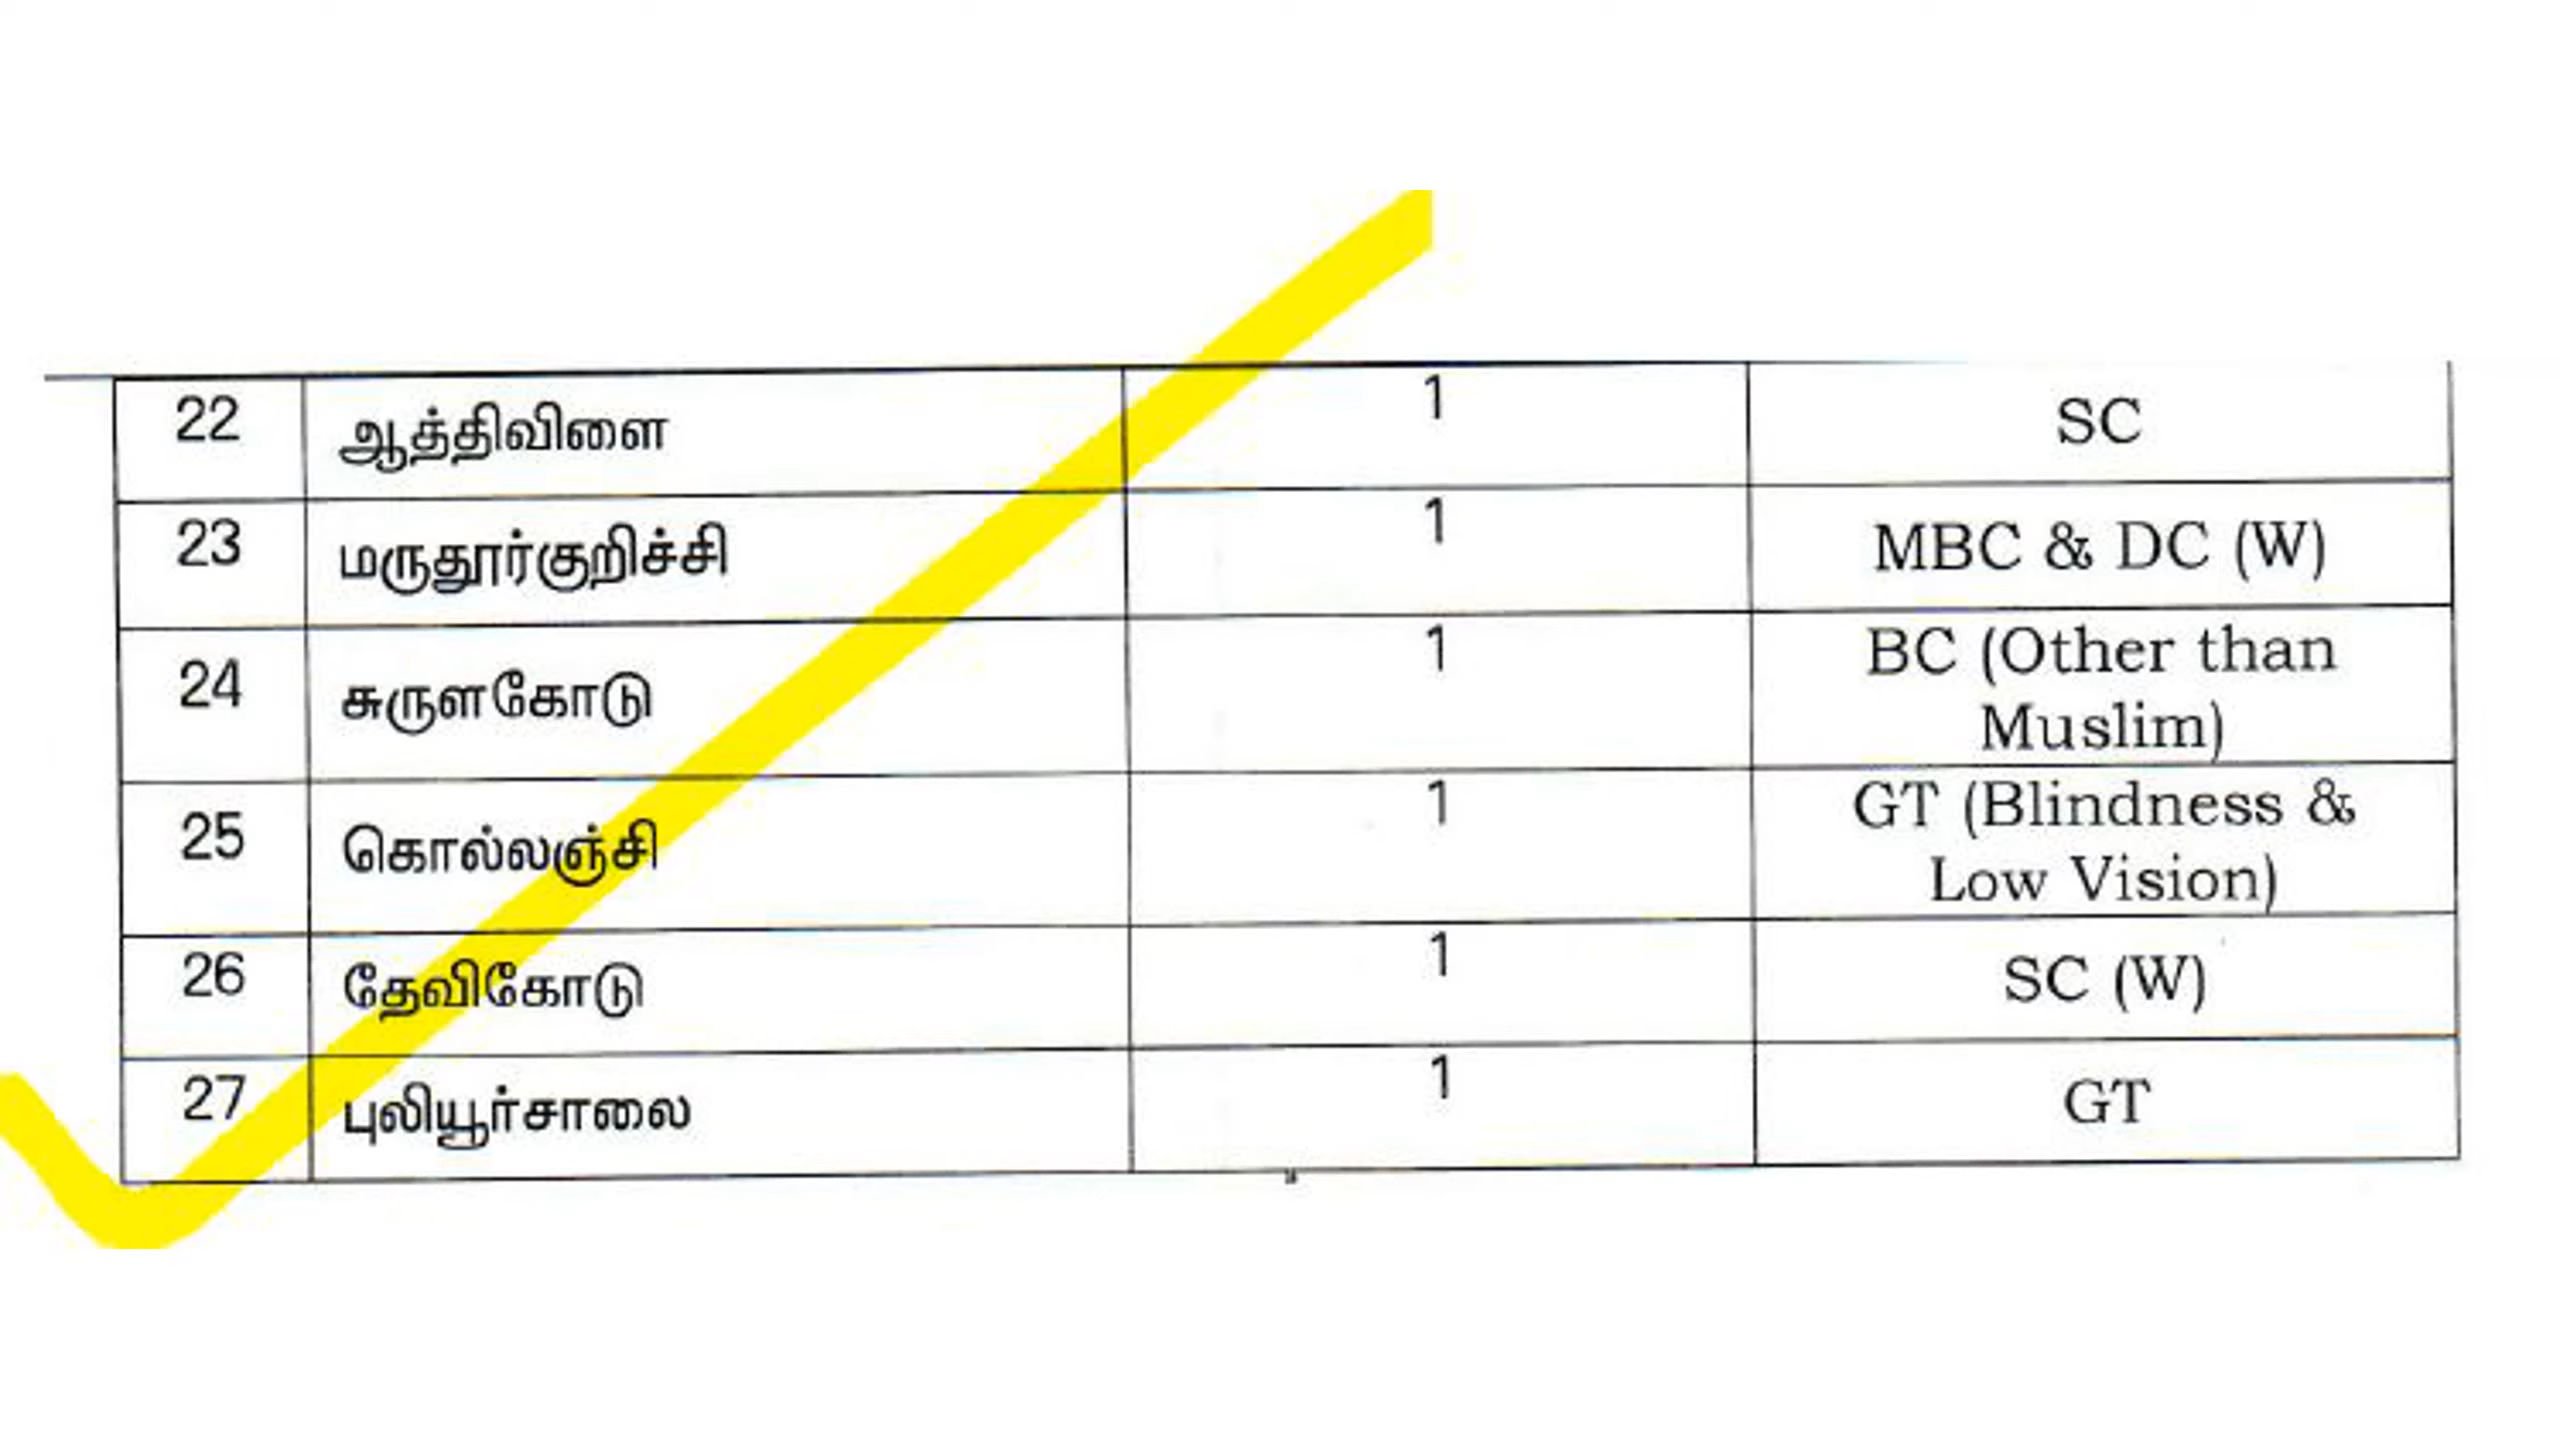 22 ஆத்திவிளை 1 SC
23 மருதூர்குறிச்சி 1 MBC & DC (W)
24 சுருளகோடு 1 BC (Other than
Muslim)
25 கொல்லஞ்சி 1 GT (Blindness &
Low Vision)
26 தேவிகோடு 1 SC (W)
27 புலியூர்சாலை 1 GT